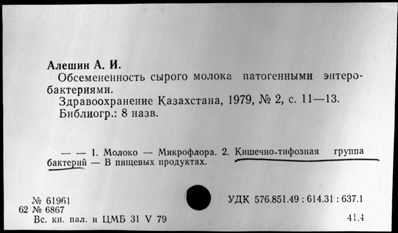 Алешин А. И.
Обсемененность сырого молока патогенными энтеро-
бактериями.
Здравоохранение Казахстана, 1979, № 2, с. 11—13.
Библиогр.: 8 назв.
— — 1. Молоко — Микрофлора. 2. Кишечно-тифозная группа
бактерий — В пищевых продуктах.
№ 61961
62 № 6867
Вс. кн. пал. и ЦМБ 31 V 79
УДК 576.851.49 : 614.31 : 637.1
41.4